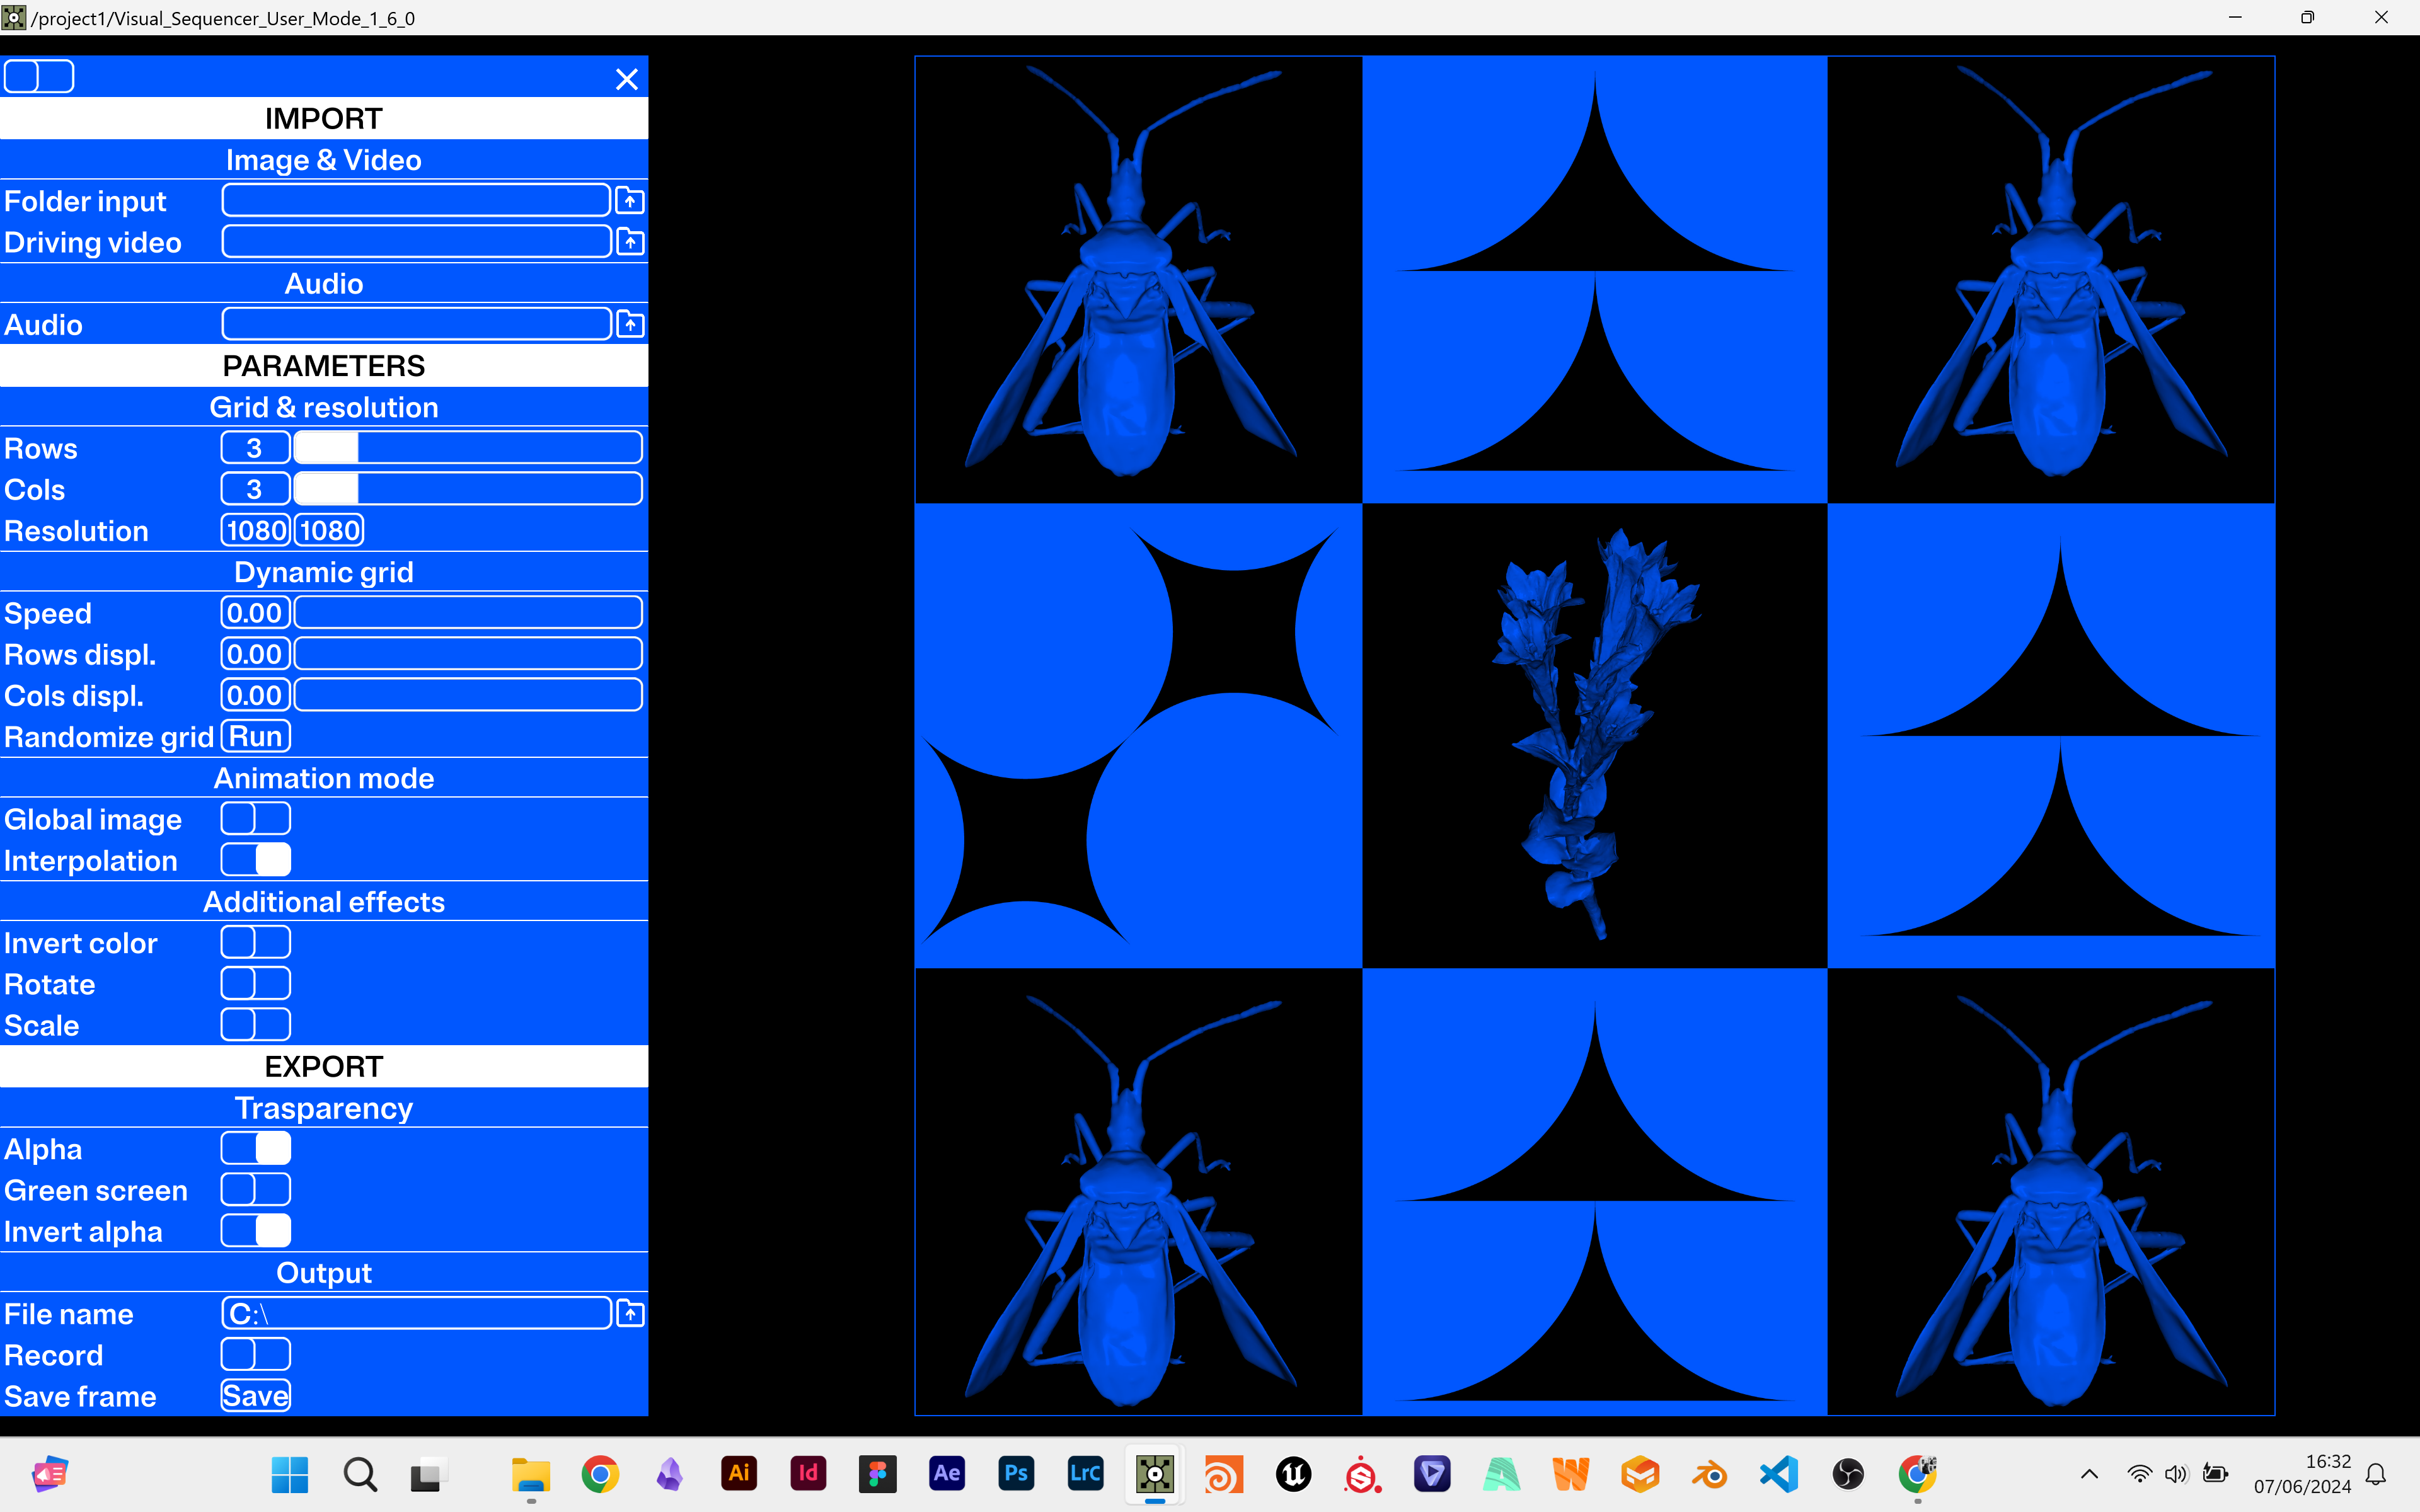 /project1/Visual_Sequencer_User_Mode_1_6_0
IMPORT
Image & Video
Folder input
Driving video
Audio
Audio
PARAMETERS
Grid & resolution
Rows 3
Cols 3
Resolution 1080 1080
Dynamic grid
Speed 0.00
Rows displ. 0.00
Cols displ. 0.00
Randomize grid Run
Animation mode
Global image
Interpolation
Additional effects
Invert color
Rotate
Scale
EXPORT
Trasparency
Alpha
Green screen
Invert alpha
Output
File name C:\
Record
Save frame Save
Ai Id Ae Ps LrC
16:32
07/06/2024